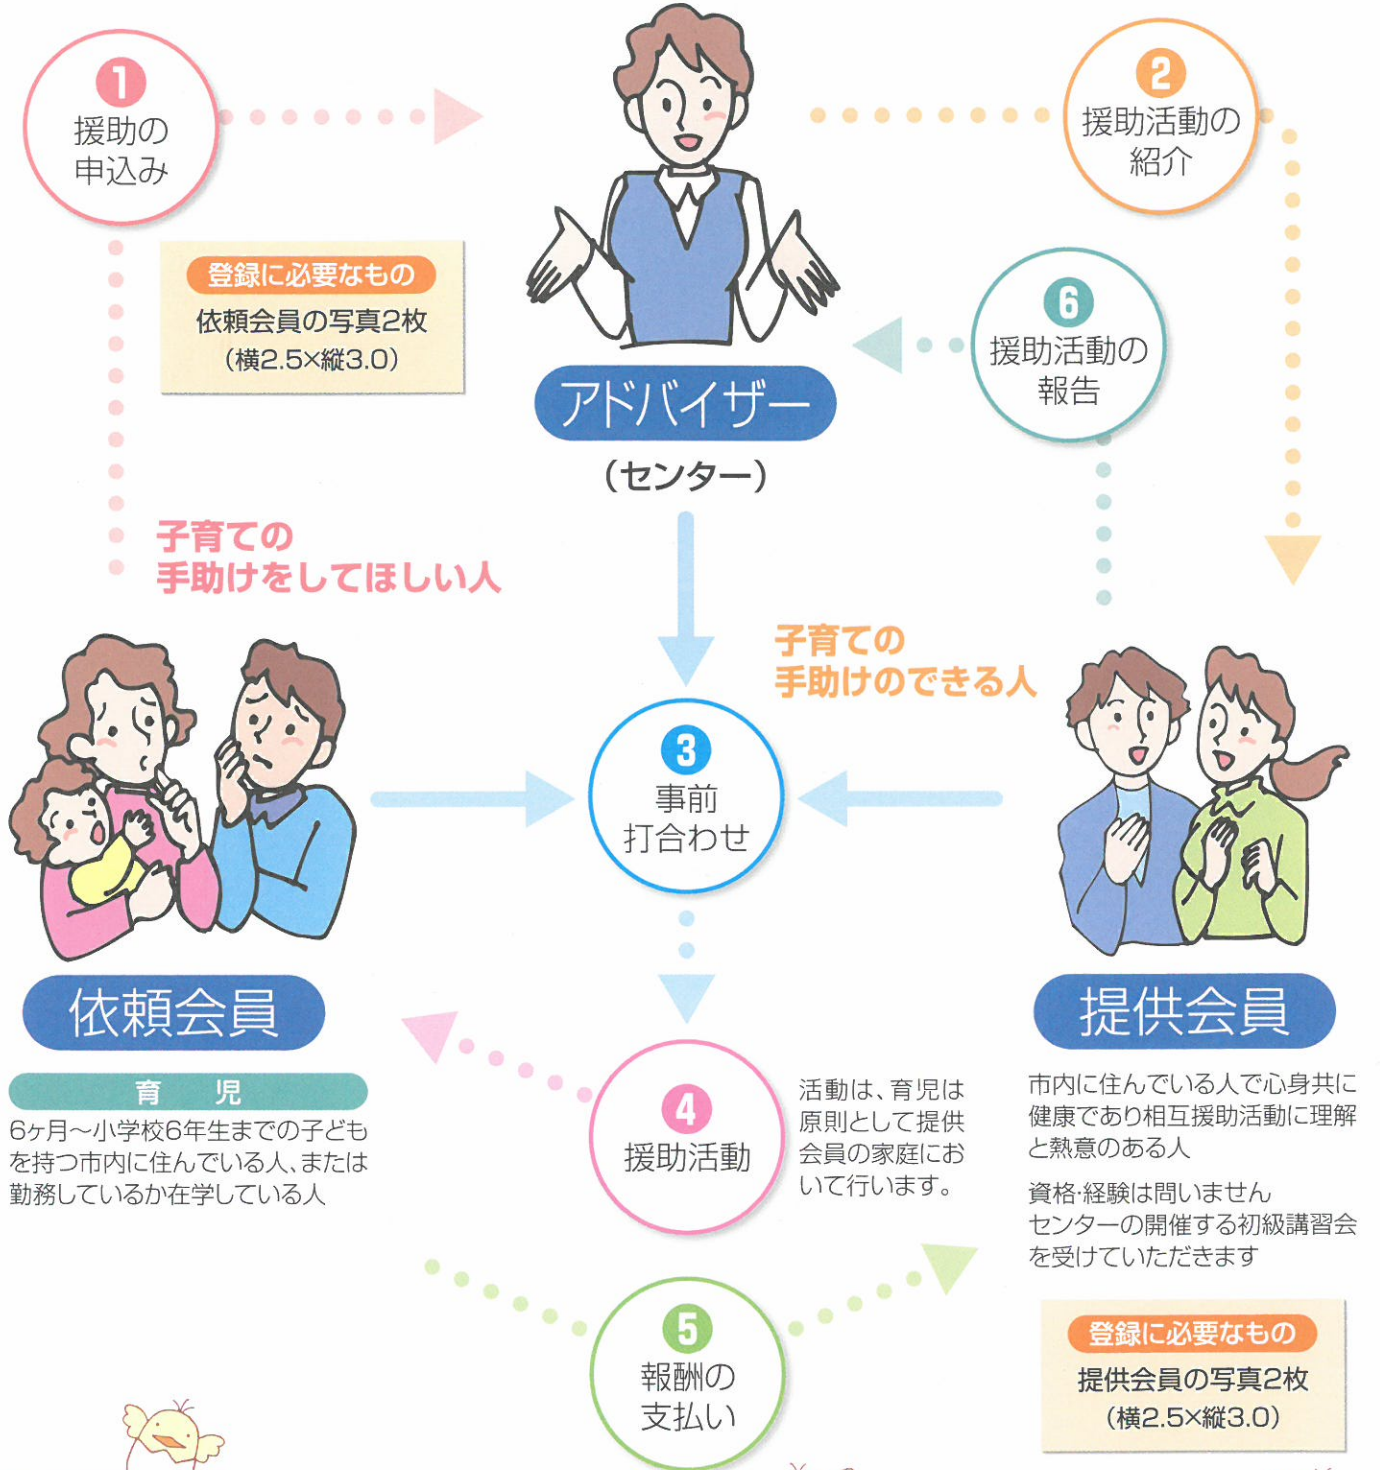 1
援助の
申込み
2
援助活動の
紹介
登録に必要なもの
依頼会員の写真2枚
(横2.5×縦3.0)
6
援助活動の
報告
アドバイザー
(センター)
子育ての
手助けをしてほしい人
子育ての
手助けのできる人
3
事前
打合わせ
依頼会員
育 児
6ヶ月～小学校6年生までの子ども
を持つ市内に住んでいる人、または
勤務しているか在学している人
提供会員
市内に住んでいる人で心身共に
健康であり相互援助活動に理解
と熱意のある人
資格・経験は問いません
センターの開催する初級講習会
を受けていただきます
4
援助活動
活動は、育児は
原則として提供
会員の家庭にお
いて行います。
5
報酬の
支払い
登録に必要なもの
提供会員の写真2枚
(横2.5×縦3.0)